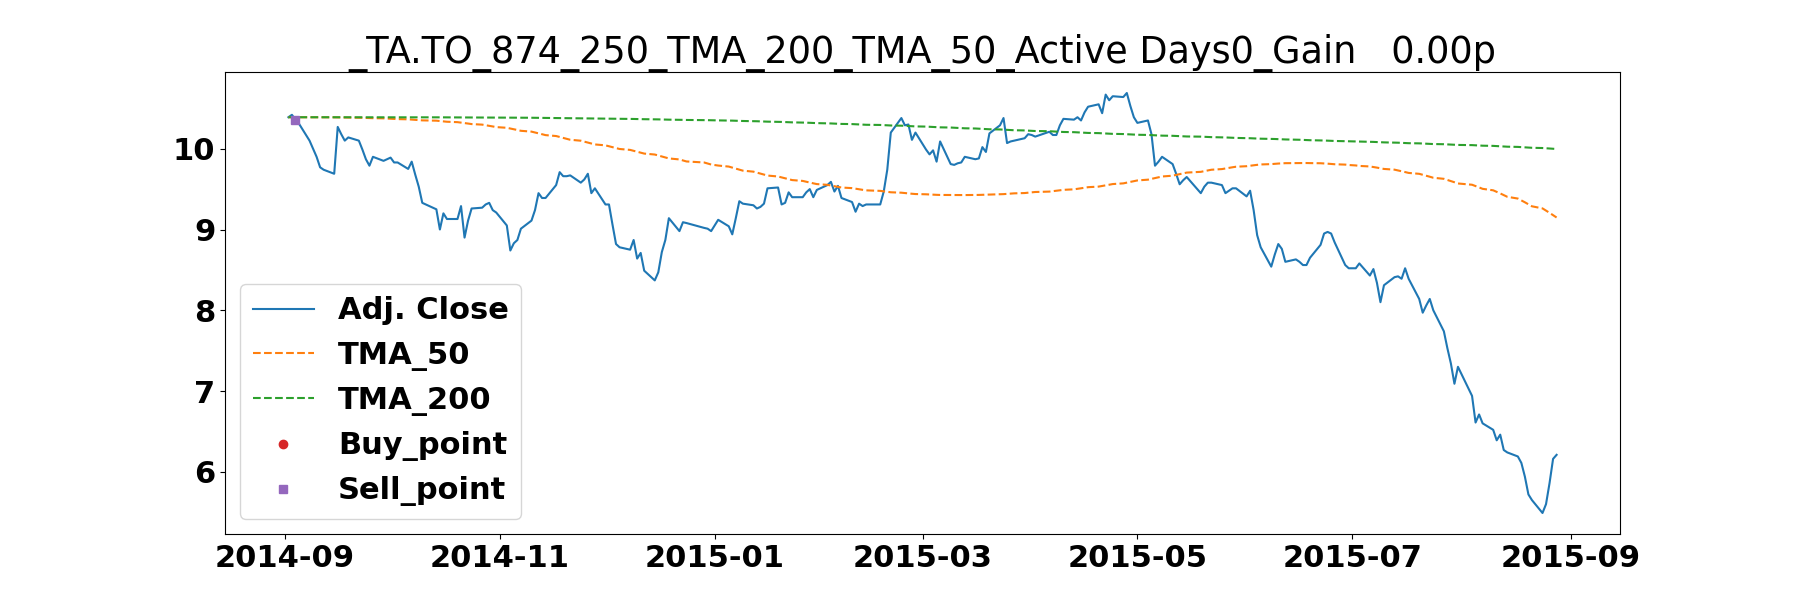 _TA.TO_874_250_TMA_200_TMA_50_Active Days0_Gain   0.00p
10
9
8
7
6
Adj. Close
TMA_50
TMA_200
Buy_point
Sell_point
2014-09 2014-11 2015-01 2015-03 2015-05 2015-07 2015-09